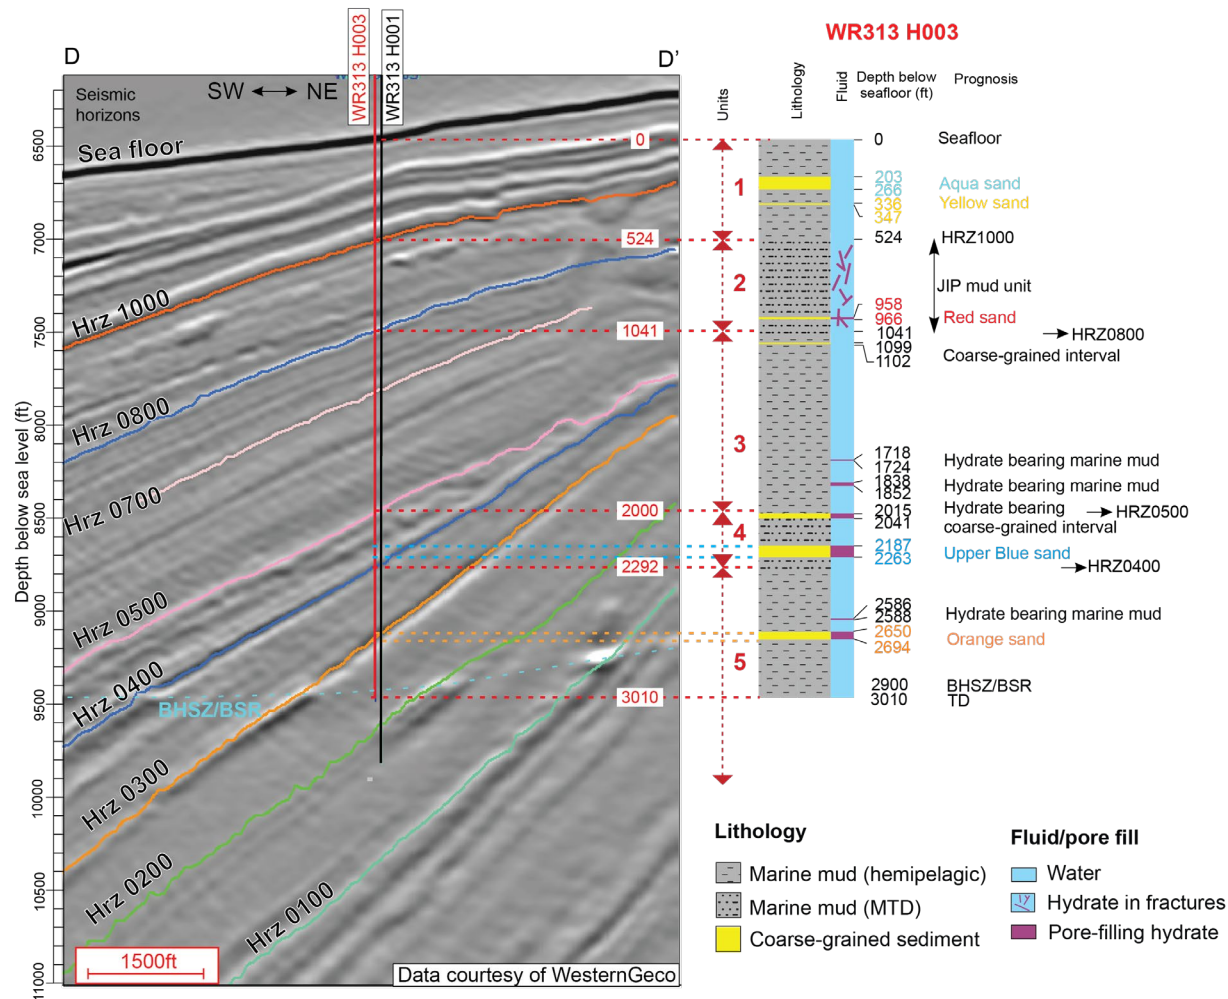 WR313 H003
D
D'
WR313 H003
WR313 H001
SW
NE
Seismic
horizons
Units
Lithology
Fluid
Depth below
seafloor (ft)
Prognosis
Depth below sea level (ft)
6500
7000
7500
8000
8500
9000
9500
10000
10500
11000
Sea floor
Hrz 1000
Hrz 0800
Hrz 0700
Hrz 0500
Hrz 0400
BHSZ/BSR
Hrz 0300
Hrz 0200
Hrz 0100
1500ft
Data courtesy of WesternGeco
0
524
1041
2000
2292
3010
1
2
3
4
5
0 Seafloor
203
266 Aqua sand
336 Yellow sand
347
524 HRZ1000
JIP mud unit
958
966 Red sand
1041 HRZ0800
1099
1102 Coarse-grained interval
1718
1724 Hydrate bearing marine mud
1838
1852 Hydrate bearing marine mud
2015 Hydrate bearing HRZ0500
2041 coarse-grained interval
2187
2263 Upper Blue sand
HRZ0400
2586
2588 Hydrate bearing marine mud
2650
2694 Orange sand
2900 BHSZ/BSR
3010 TD
Lithology
Marine mud (hemipelagic)
Marine mud (MTD)
Coarse-grained sediment
Fluid/pore fill
Water
Hydrate in fractures
Pore-filling hydrate